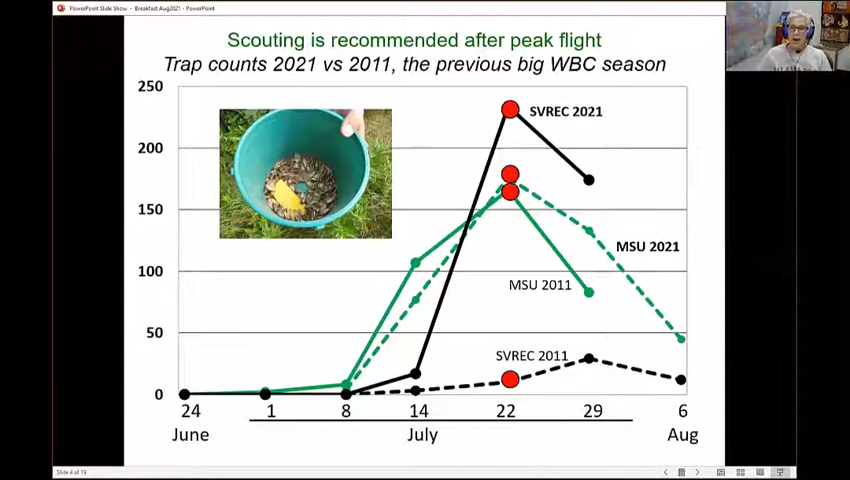 PowerPoint Slide Show - Breakfast Aug2021 - PowerPoint
Scouting is recommended after peak flight
Trap counts 2021 vs 2011, the previous big WBC season
250
200
150
100
50
0
SVREC 2021
MSU 2021
MSU 2011
SVREC 2011
24 1 8 14 22 29 6
June July Aug
Slide 4 of 19